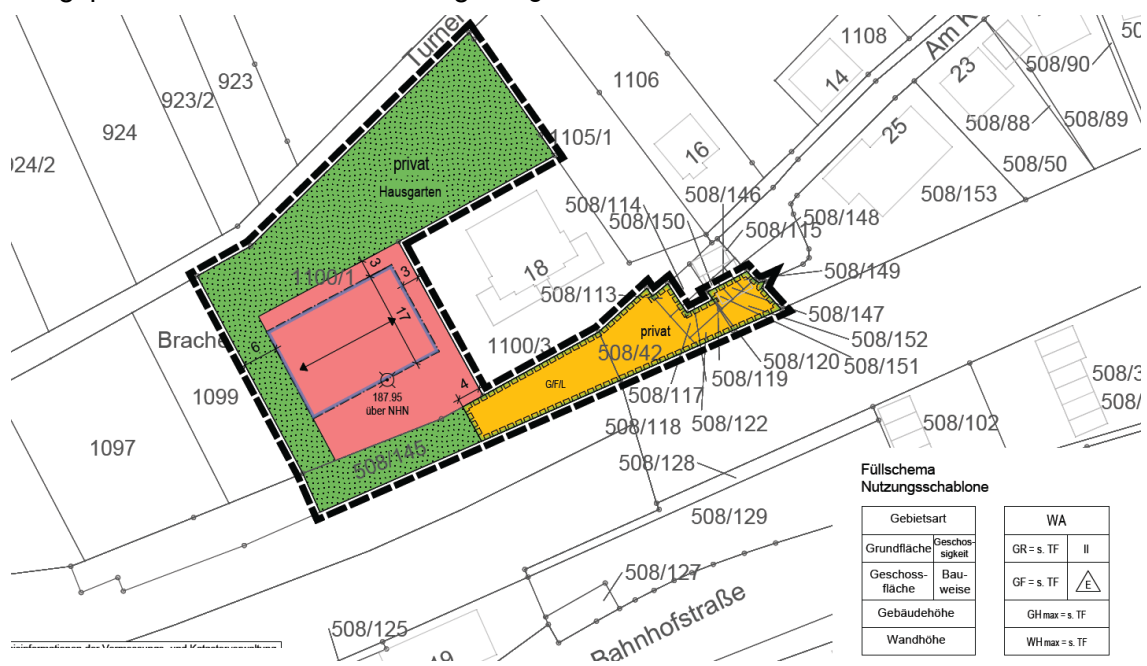 Turne
1108
Am K
14
23
508/90
50
923
923/2
924
924/2
1106
1105/1
16
25
508/88
508/89
508/50
508/153
privat
Hausgarten
508/146
508/114
508/150
508/115
508/148
508/149
18
1100/1
3
3
508/113
508/147
17
privat
508/152
Brache
6
1100/3
508/42
508/120
508/151
508/119
1099
187.95
über NHN
4
G/F/L
508/117
508/3
508/
1097
508/118
508/122
508/102
508/145
508/128
508/129
508/127
Bahnhofstraße
508/125
19
Füllschema
Nutzungsschablone
Gebietsart
WA
Grundfläche
Geschos-
sigkeit
GR = s. TF
II
Geschoss-
fläche
Bau-
weise
GF = s. TF
E
Gebäudehöhe
GH max = s. TF
Wandhöhe
WH max = s. TF